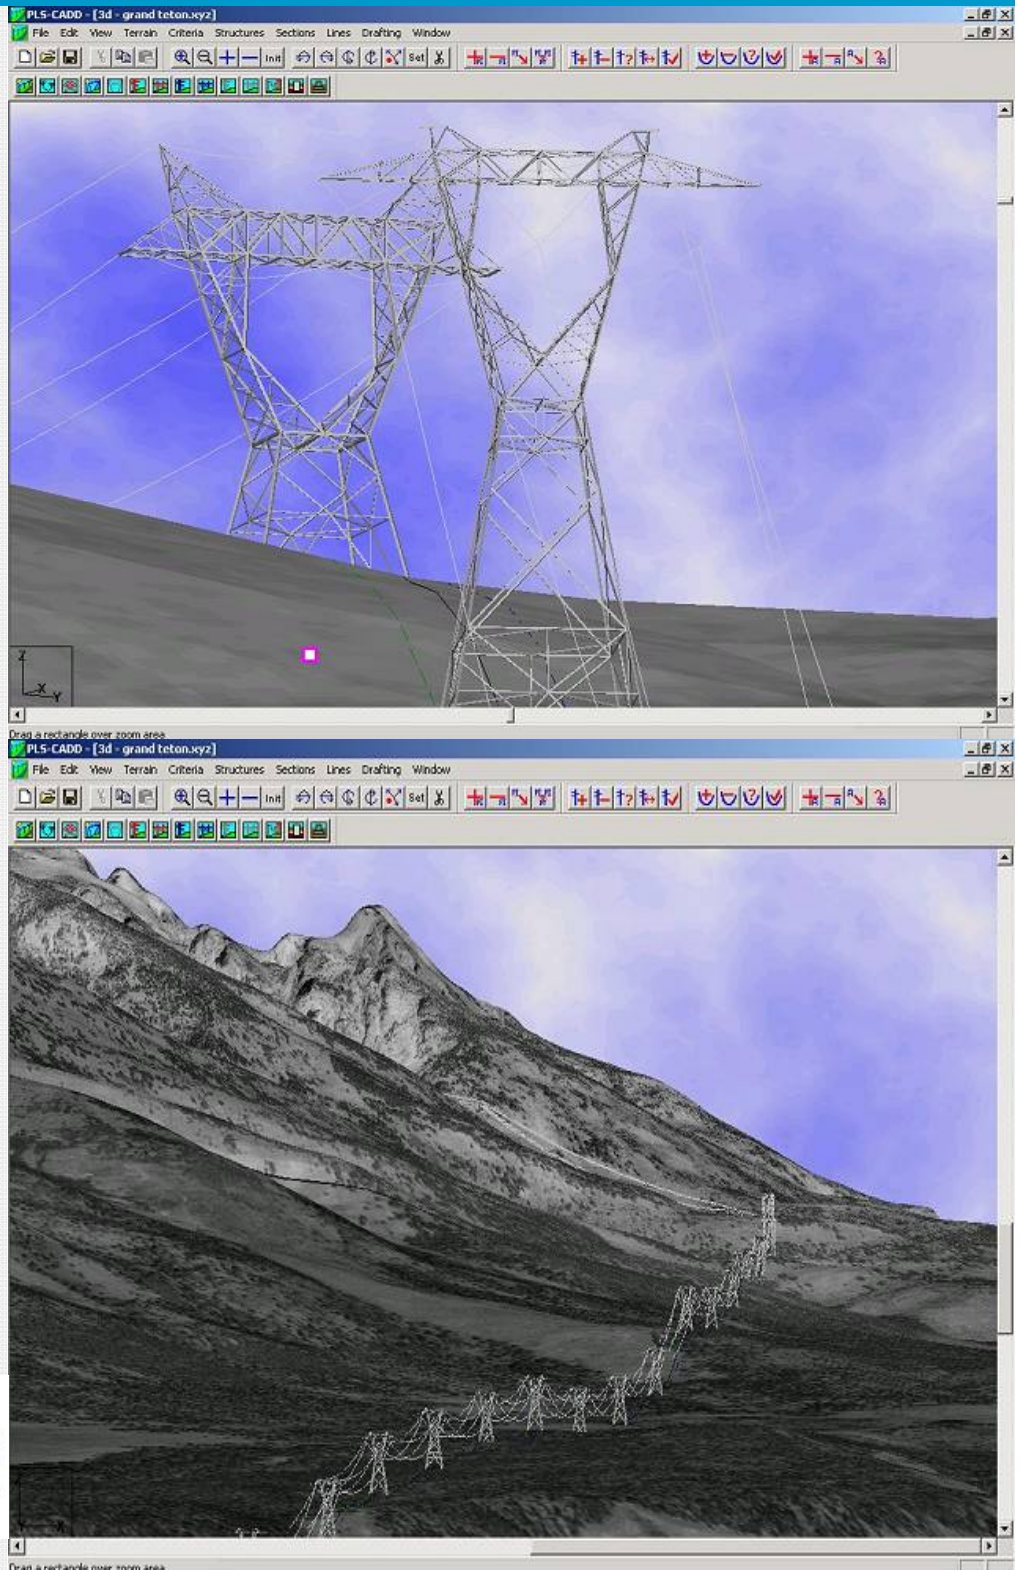 PLS-CADD - [3d - grand teton.xyz]
File Edit View Terrain Criteria Structures Sections Lines Drafting Window
Init Set
Z
X
Y
Drag a rectangle over zoom area
PLS-CADD - [3d - grand teton.xyz]
File Edit View Terrain Criteria Structures Sections Lines Drafting Window
Init Set
Drag a rectangle over zoom area